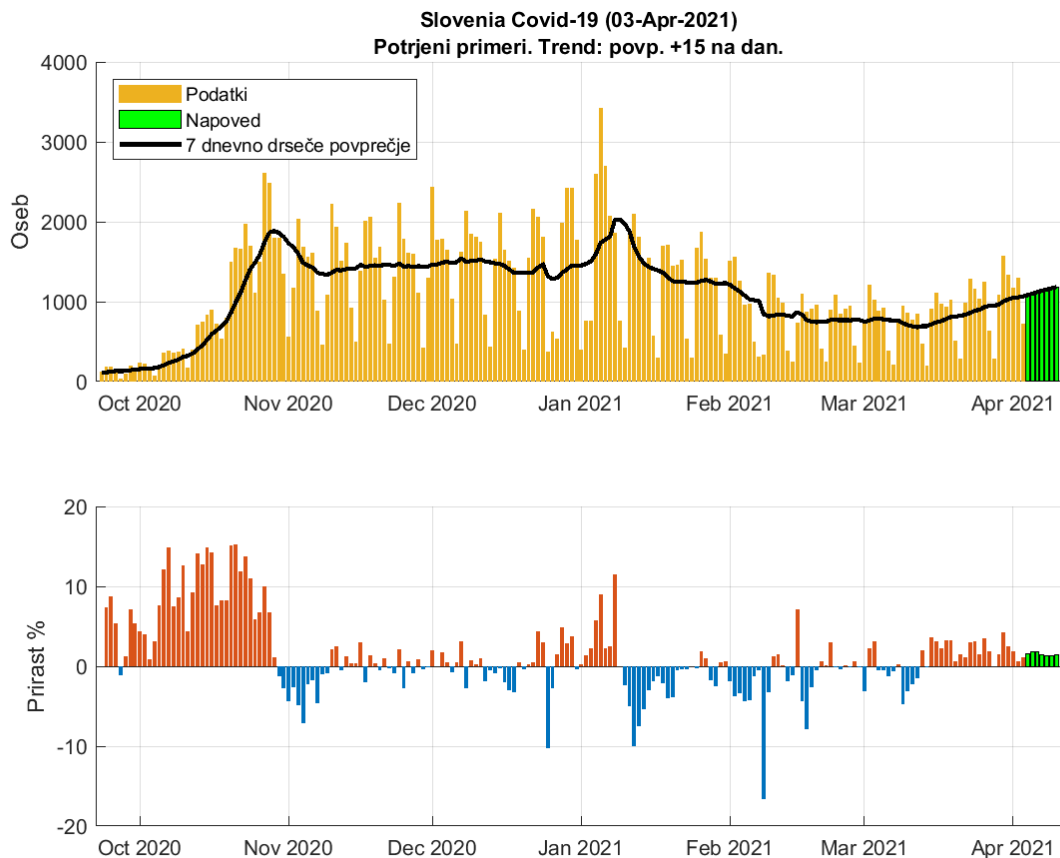 Slovenia Covid-19 (03-Apr-2021)
Potrjeni primeri. Trend: povp. +15 na dan.
4000
3000
2000
1000
0
Oseb
Podatki
Napoved
7 dnevno drseče povprečje
Oct 2020 Nov 2020 Dec 2020 Jan 2021 Feb 2021 Mar 2021 Apr 2021
20
10
0
-10
-20
Prirast %
Oct 2020 Nov 2020 Dec 2020 Jan 2021 Feb 2021 Mar 2021 Apr 2021